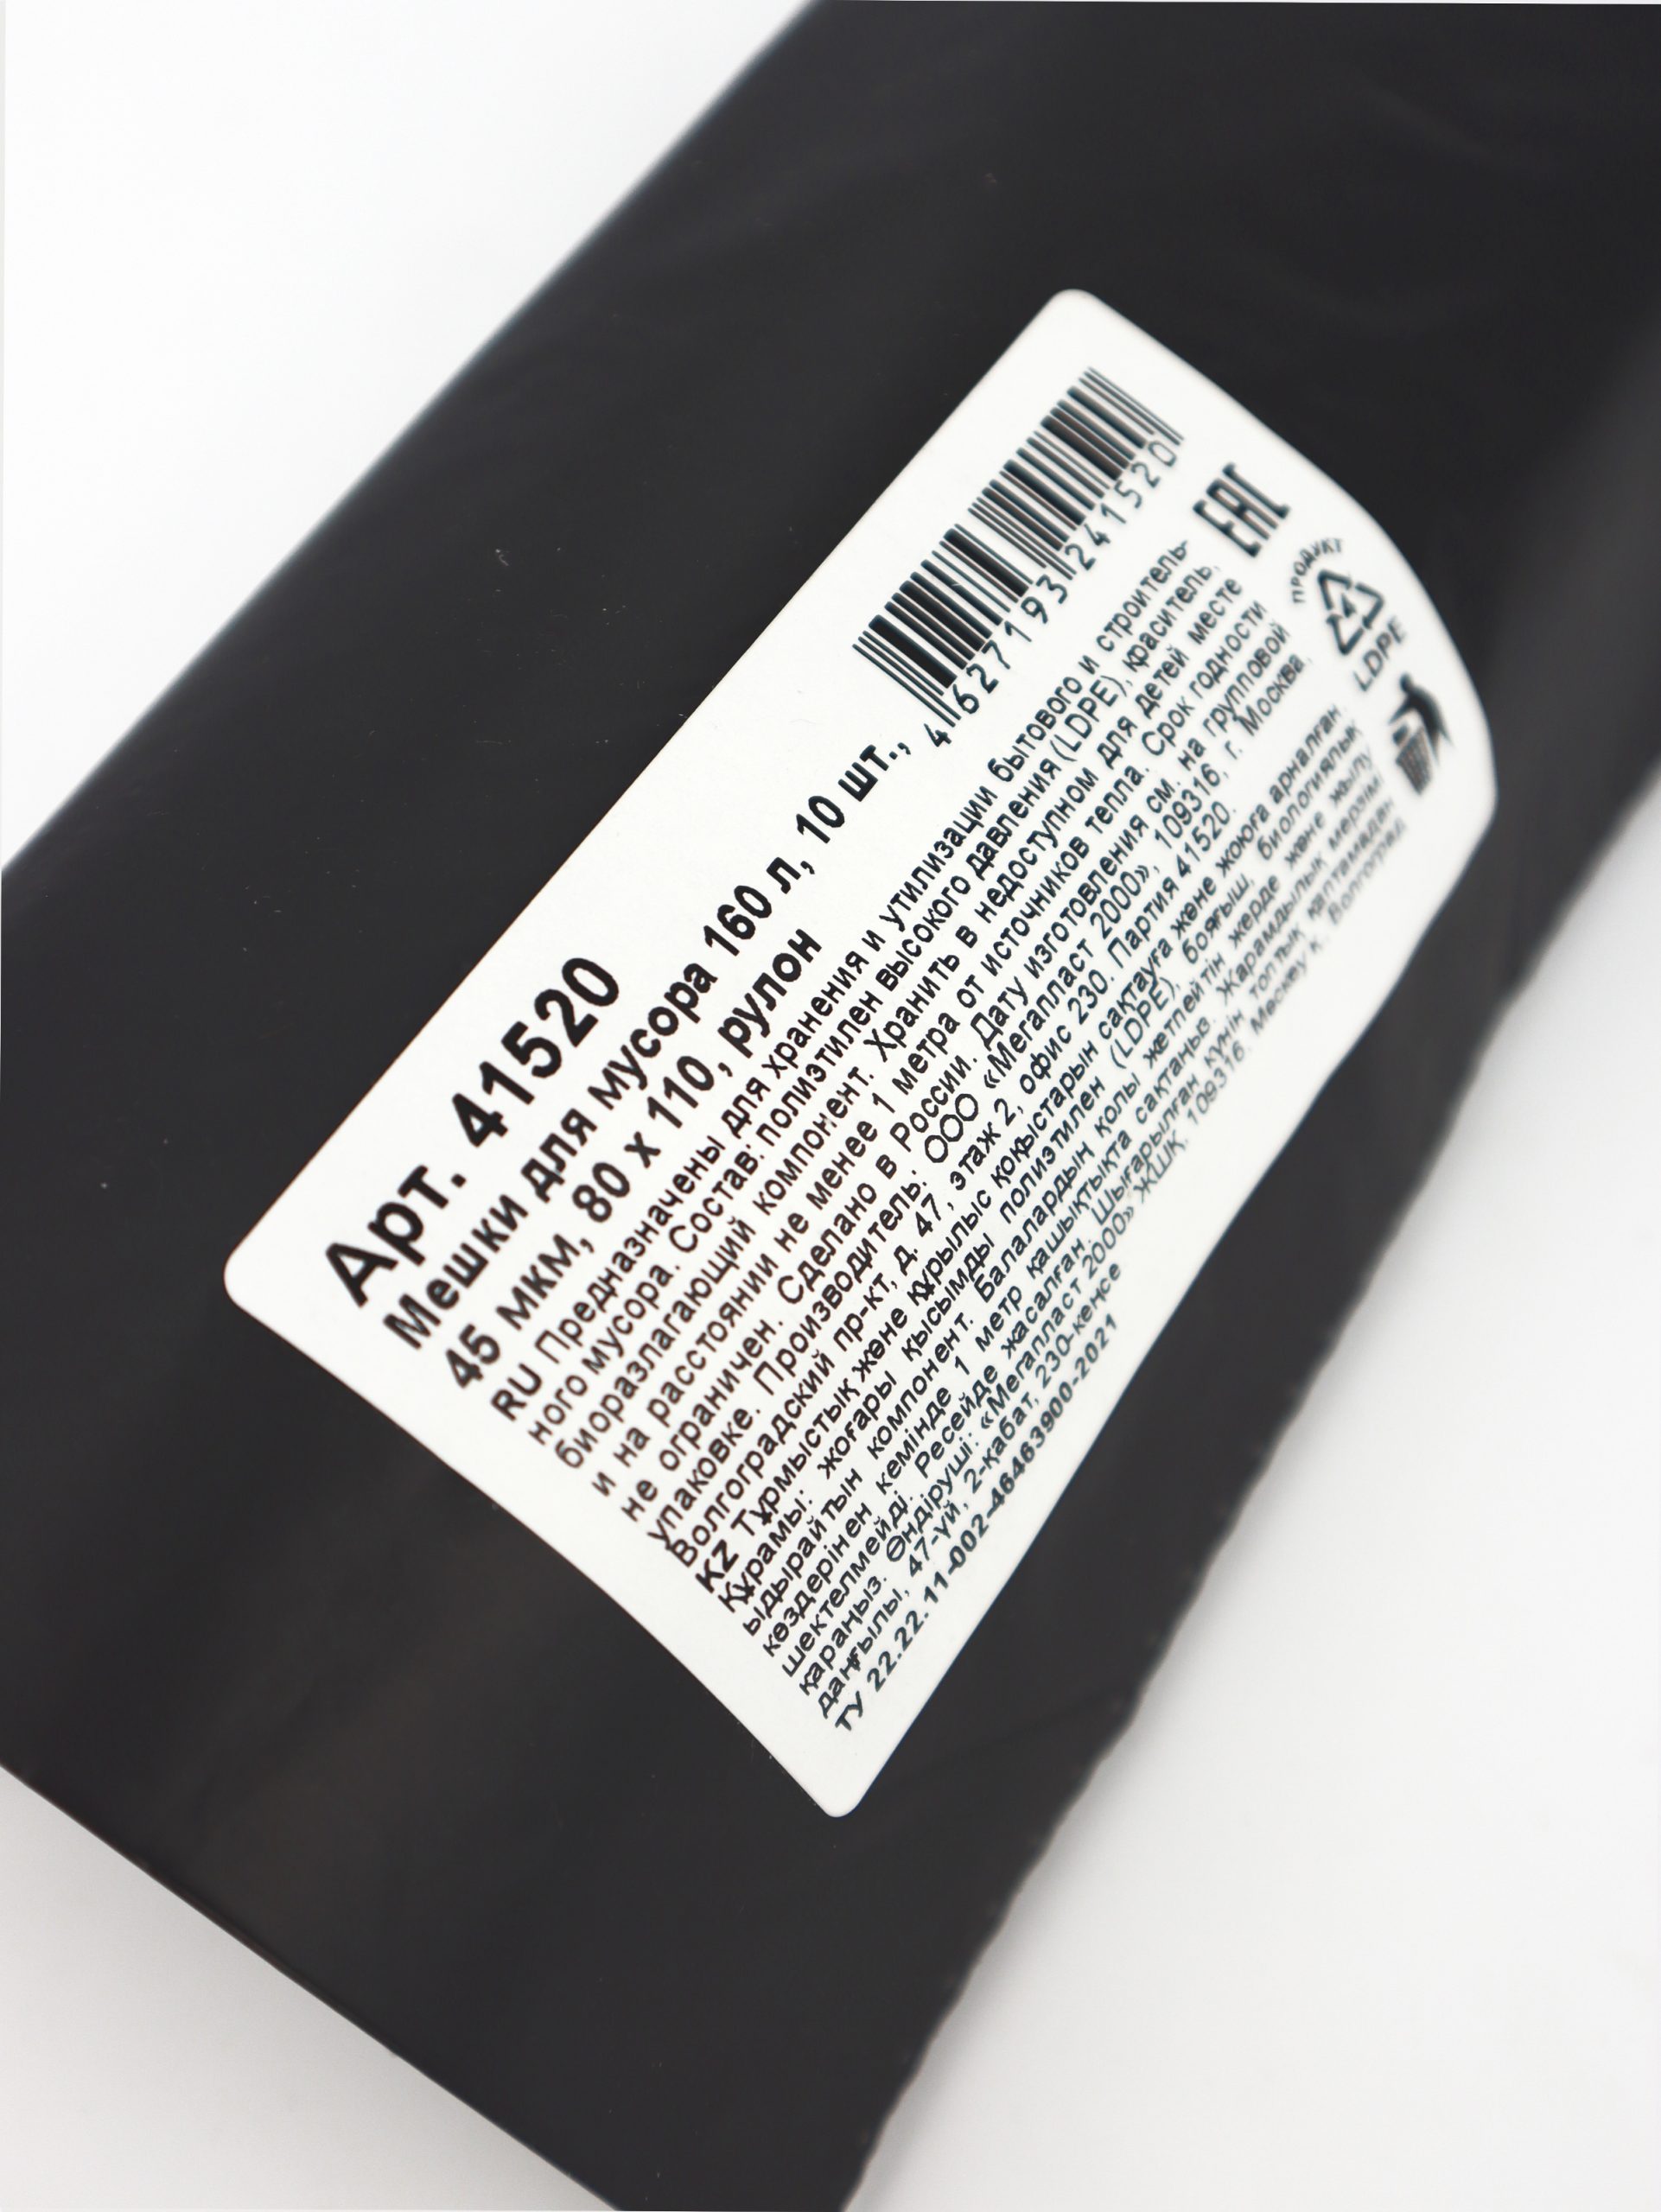 Арт. 41520
Мешки для мусора 160 л, 10 шт.,
45 мкм, 80 х 110, рулон
4 627193 241520
RU Предназначены для хранения и утилизации бытового и строитель-
ного мусора. Состав: полиэтилен высокого давления (LDPE), краситель,
биоразлагающий компонент. Хранить в недоступном для детей месте
и на расстоянии не менее 1 метра от источников тепла. Срок годности
не ограничен. Сделано в России. Дату изготовления см. на групповой
упаковке. Производитель: ООО «Мегапласт 2000», 109316, г. Москва,
Волгоградский пр-кт, д. 47, этаж 2, офис 230. Партия 41520.
KZ Тұрмыстық және құрылыс қоқыстарын сақтауға және жоюға арналған.
Құрамы: жоғары қысымды полиэтилен (LDPE), бояғыш, биологиялық
ыдырайтын компонент. Балалардың қолы жетпейтін жерде және жылу
көздерінен кемінде 1 метр қашықтықта сақтаңыз. Жарамдылық мерзімі
шектелмейді. Ресейде жасалған. Шығарылған күнін топтық қаптамадан
қараңыз. Өндіруші: «Мегапласт 2000» ЖШҚ, 109316, Мәскеу қ. Волгоград
даңғылы, 47-үй, 2-қабат, 230-кеңсе
ТУ 22.22.11-002-46463900-2021
EAC
ПРОДУКТ
4
LDPE